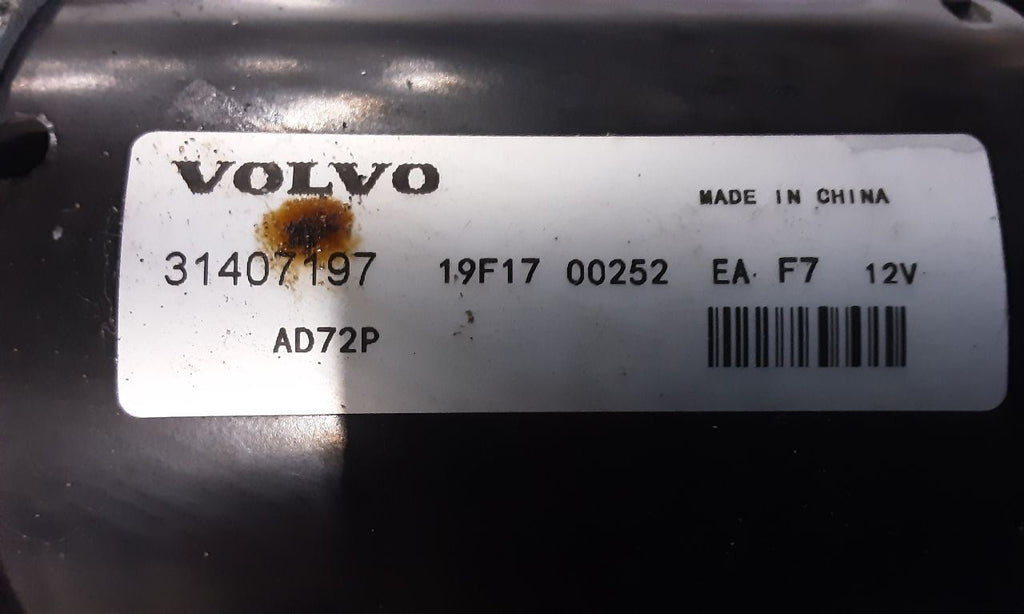 VOLVO
MADE IN CHINA
31407197 19F17 00252 EA F7 12V
AD72P